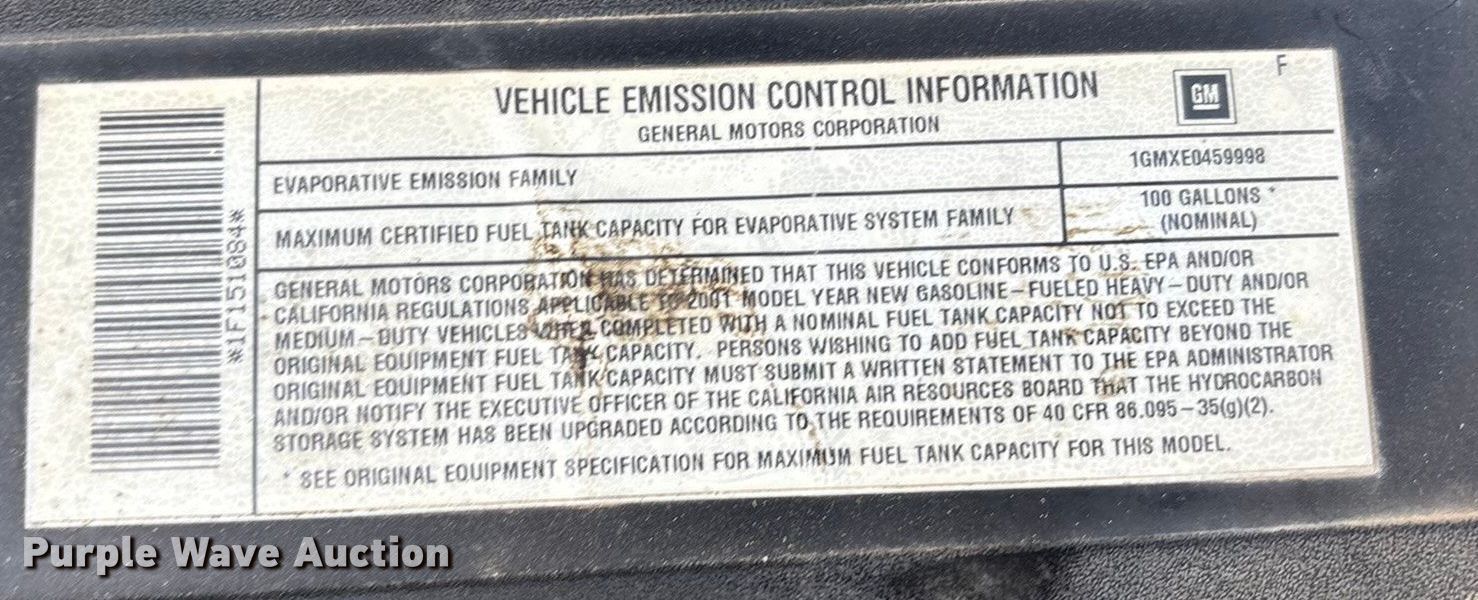 F
VEHICLE EMISSION CONTROL INFORMATION
GM
GENERAL MOTORS CORPORATION
EVAPORATIVE EMISSION FAMILY
1GMXE0459998
MAXIMUM CERTIFIED FUEL TANK CAPACITY FOR EVAPORATIVE SYSTEM FAMILY
100 GALLONS *
(NOMINAL)
GENERAL MOTORS CORPORATION HAS DETERMINED THAT THIS VEHICLE CONFORMS TO U.S. EPA AND/OR
CALIFORNIA REGULATIONS APPLICABLE TO 2001 MODEL YEAR NEW GASOLINE-FUELED HEAVY-DUTY AND/OR
MEDIUM-DUTY VEHICLES WHEN COMPLETED WITH A NOMINAL FUEL TANK CAPACITY NOT TO EXCEED THE
ORIGINAL EQUIPMENT FUEL TANK CAPACITY. PERSONS WISHING TO ADD FUEL TANK CAPACITY BEYOND THE
ORIGINAL EQUIPMENT FUEL TANK CAPACITY MUST SUBMIT A WRITTEN STATEMENT TO THE EPA ADMINISTRATOR
AND/OR NOTIFY THE EXECUTIVE OFFICER OF THE CALIFORNIA AIR RESOURCES BOARD THAT THE HYDROCARBON
STORAGE SYSTEM HAS BEEN UPGRADED ACCORDING TO THE REQUIREMENTS OF 40 CFR 86.095-35(g)(2).
* SEE ORIGINAL EQUIPMENT SPECIFICATION FOR MAXIMUM FUEL TANK CAPACITY FOR THIS MODEL.
*1F151084*
Purple Wave Auction